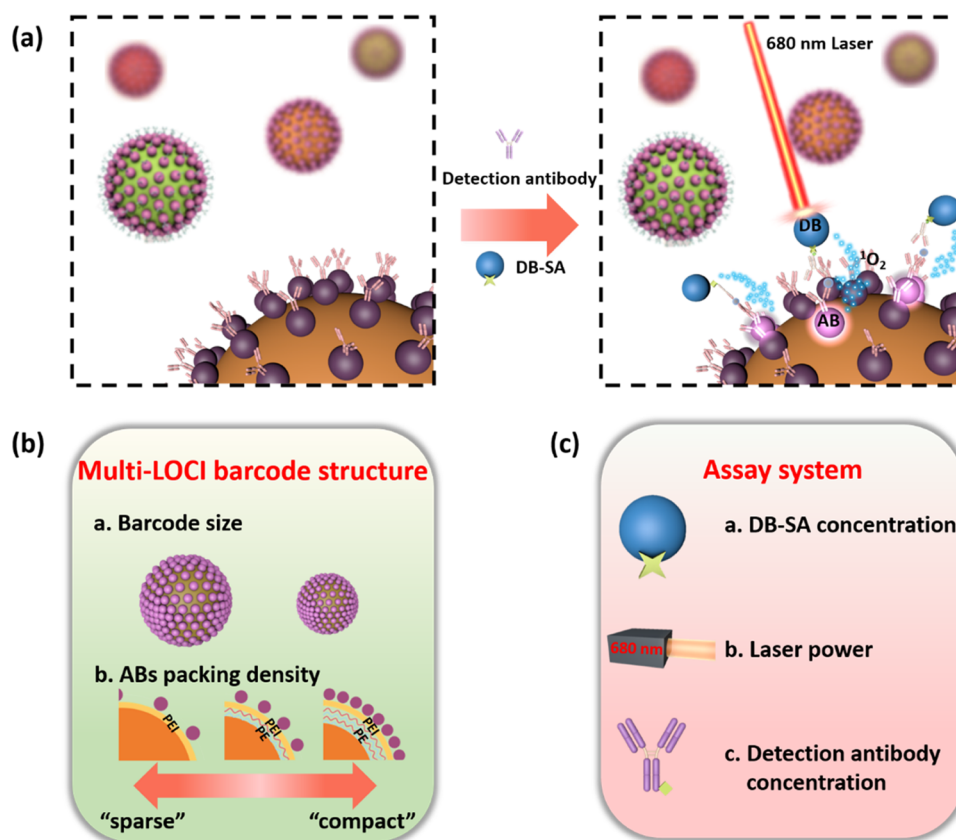 (a)
680 nm Laser
Detection antibody
DB-SA
DB
¹O₂
AB
(b)
Multi-LOCI barcode structure
a. Barcode size
b. ABs packing density
PEI
PEI
PE
PEI
PE
“sparse”
“compact”
(c)
Assay system
a. DB-SA concentration
680 nm
b. Laser power
c. Detection antibody
concentration